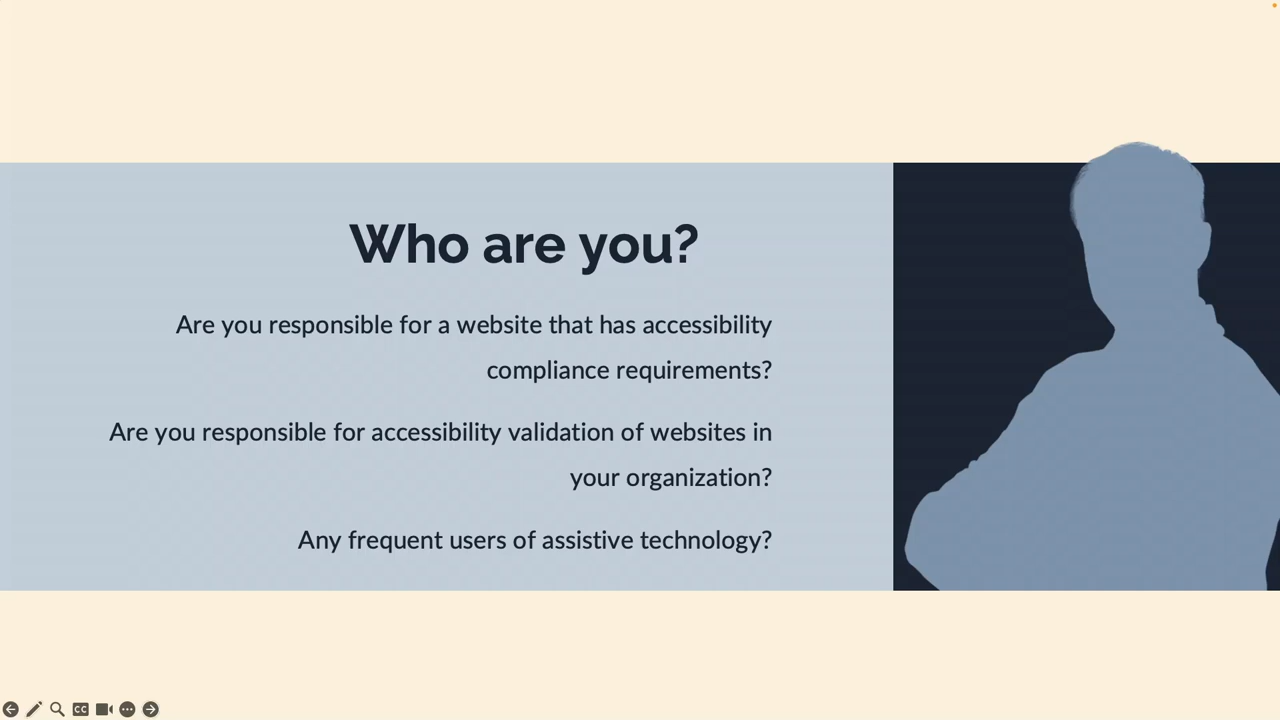 Who are you?
Are you responsible for a website that has accessibility
compliance requirements?
Are you responsible for accessibility validation of websites in
your organization?
Any frequent users of assistive technology?
CC